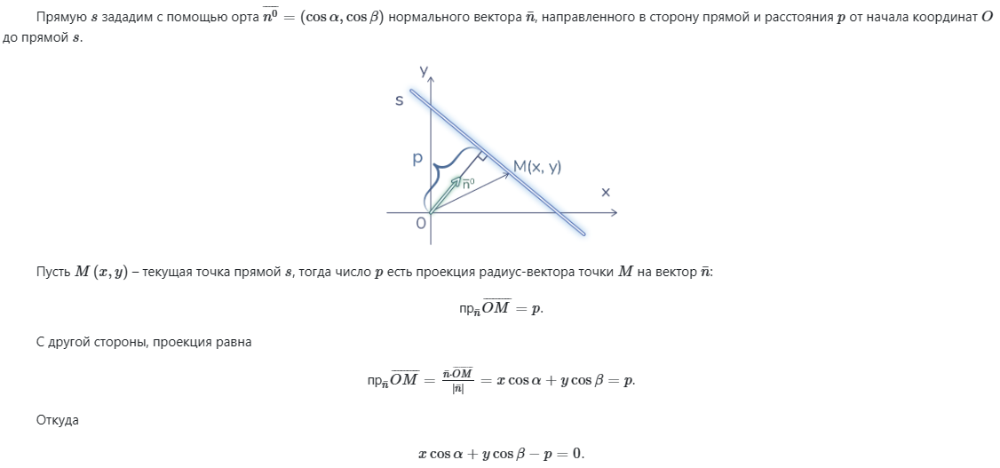 Прямую s зададим с помощью орта $\overline{n^0} = (\cos\alpha, \cos\beta)$ нормального вектора $\bar{n}$, направленного в сторону прямой и расстояния p от начала координат O
до прямой s.
y
s
p
M(x, y)
$\bar{n}^0$
x
O
Пусть M (x, y) – текущая точка прямой s, тогда число p есть проекция радиус-вектора точки M на вектор $\bar{n}$:
$\text{пр}_{\bar{n}}\overline{OM} = p.$
С другой стороны, проекция равна
$\text{пр}_{\bar{n}}\overline{OM} = \frac{\bar{n}\cdot\overline{OM}}{|\bar{n}|} = x\cos\alpha + y\cos\beta = p.$
Откуда
$x\cos\alpha + y\cos\beta - p = 0.$